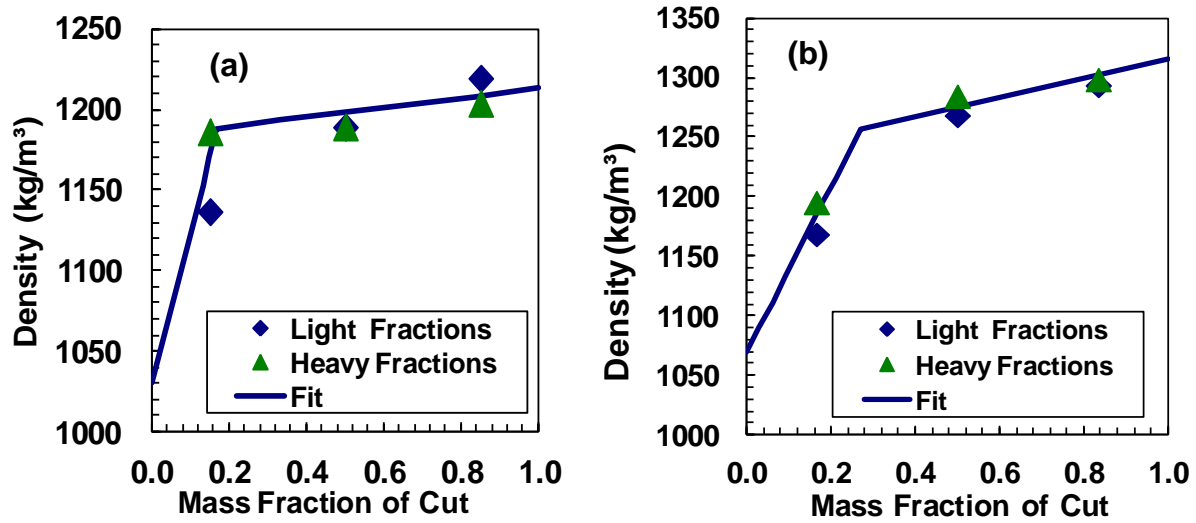 (a)
Density (kg/m³)
1250
1200
1150
1100
1050
1000
Light Fractions
Heavy Fractions
Fit
0.0 0.2 0.4 0.6 0.8 1.0
Mass Fraction of Cut
(b)
Density (kg/m³)
1350
1300
1250
1200
1150
1100
1050
1000
Light Fractions
Heavy Fractions
Fit
0.0 0.2 0.4 0.6 0.8 1.0
Mass Fraction of Cut